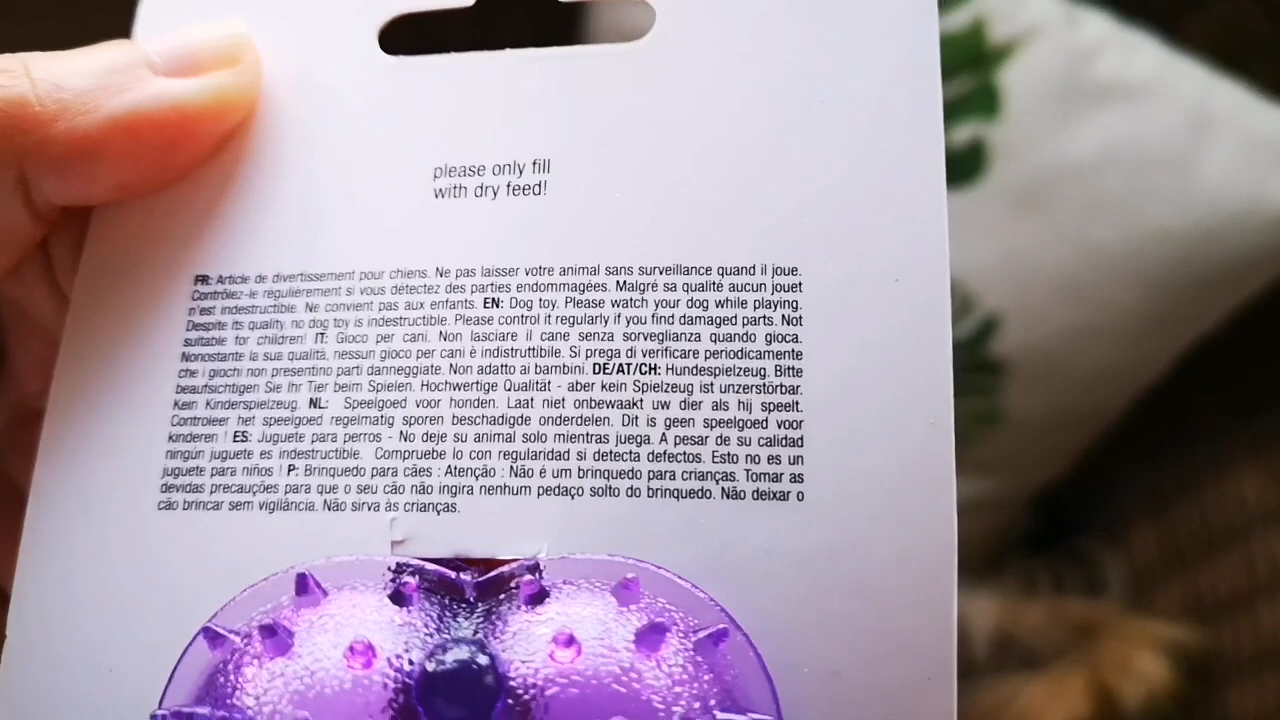 please only fill
with dry feed!
FR: Article de divertissement pour chiens. Ne pas laisser votre animal sans surveillance quand il joue.
Contrôlez-le régulièrement si vous détectez des parties endommagées. Malgré sa qualité aucun jouet
n'est indestructible. Ne convient pas aux enfants. EN: Dog toy. Please watch your dog while playing.
Despite its quality, no dog toy is indestructible. Please control it regularly if you find damaged parts. Not
suitable for children! IT: Gioco per cani. Non lasciare il cane senza sorveglianza quando gioca.
Nonostante la sua qualità, nessun gioco per cani è indistruttibile. Si prega di verificare periodicamente
che i giochi non presentino parti danneggiate. Non adatto ai bambini. DE/AT/CH: Hundespielzeug. Bitte
beaufsichtigen Sie Ihr Tier beim Spielen. Hochwertige Qualität - aber kein Spielzeug ist unzerstörbar.
Kein Kinderspielzeug. NL: Speelgoed voor honden. Laat niet onbewaakt uw dier als hij speelt.
Controleer het speelgoed regelmatig sporen beschadigde onderdelen. Dit is geen speelgoed voor
kinderen ! ES: Juguete para perros - No deje su animal solo mientras juega. A pesar de su calidad
ningún juguete es indestructible. Compruebe lo con regularidad si detecta defectos. Esto no es un
juguete para niños ! P: Brinquedo para cães : Atenção : Não é um brinquedo para crianças. Tomar as
devidas precauções para que o seu cão não ingira nenhum pedaço solto do brinquedo. Não deixar o
cão brincar sem vigilância. Não sirva às crianças.